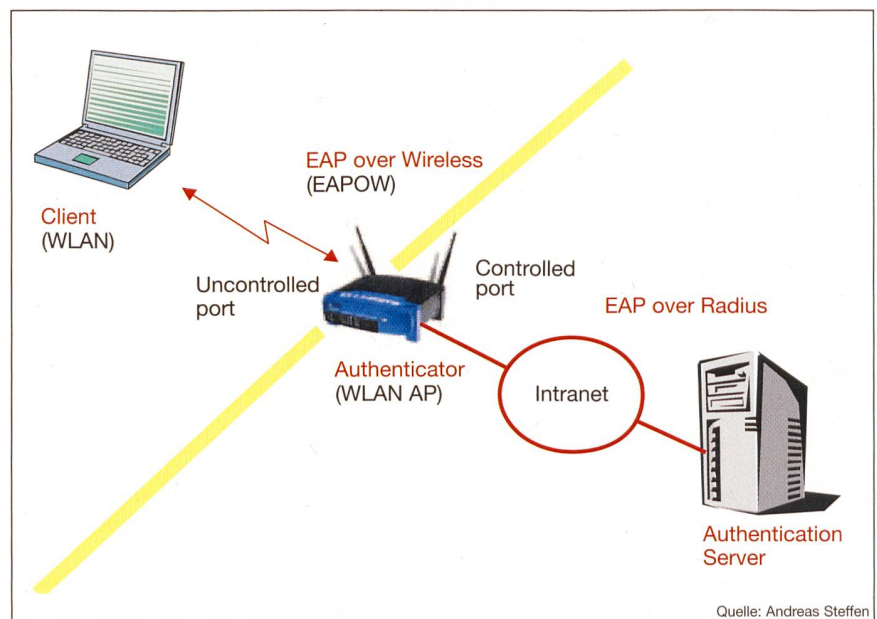 EAP over Wireless
(EAPOW)
Client
(WLAN)
Uncontrolled
port
Controlled
port
EAP over Radius
Authenticator
(WLAN AP)
Intranet
Authentication
Server
Quelle: Andreas Steffen